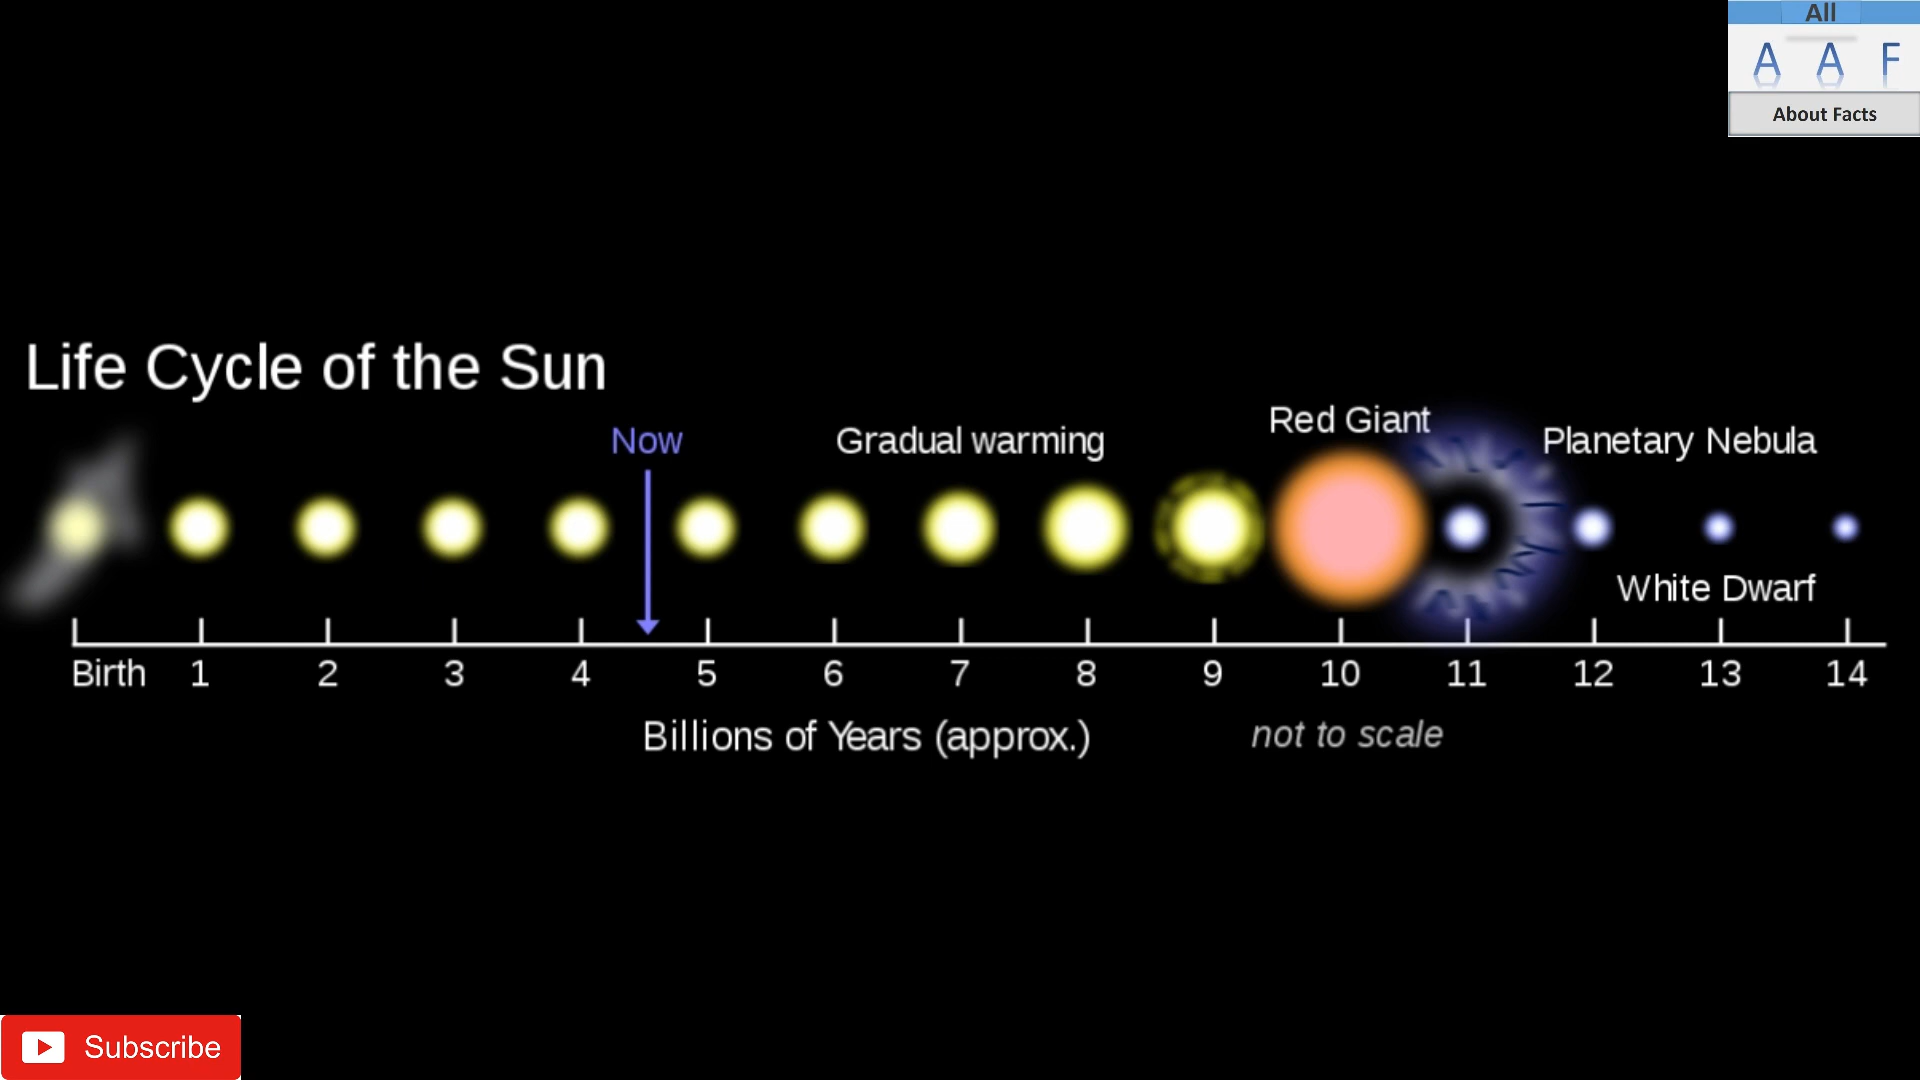 All
A A F
About Facts
Life Cycle of the Sun
Now
Gradual warming
Red Giant
Planetary Nebula
White Dwarf
Birth 1 2 3 4 5 6 7 8 9 10 11 12 13 14
Billions of Years (approx.)
not to scale
Subscribe